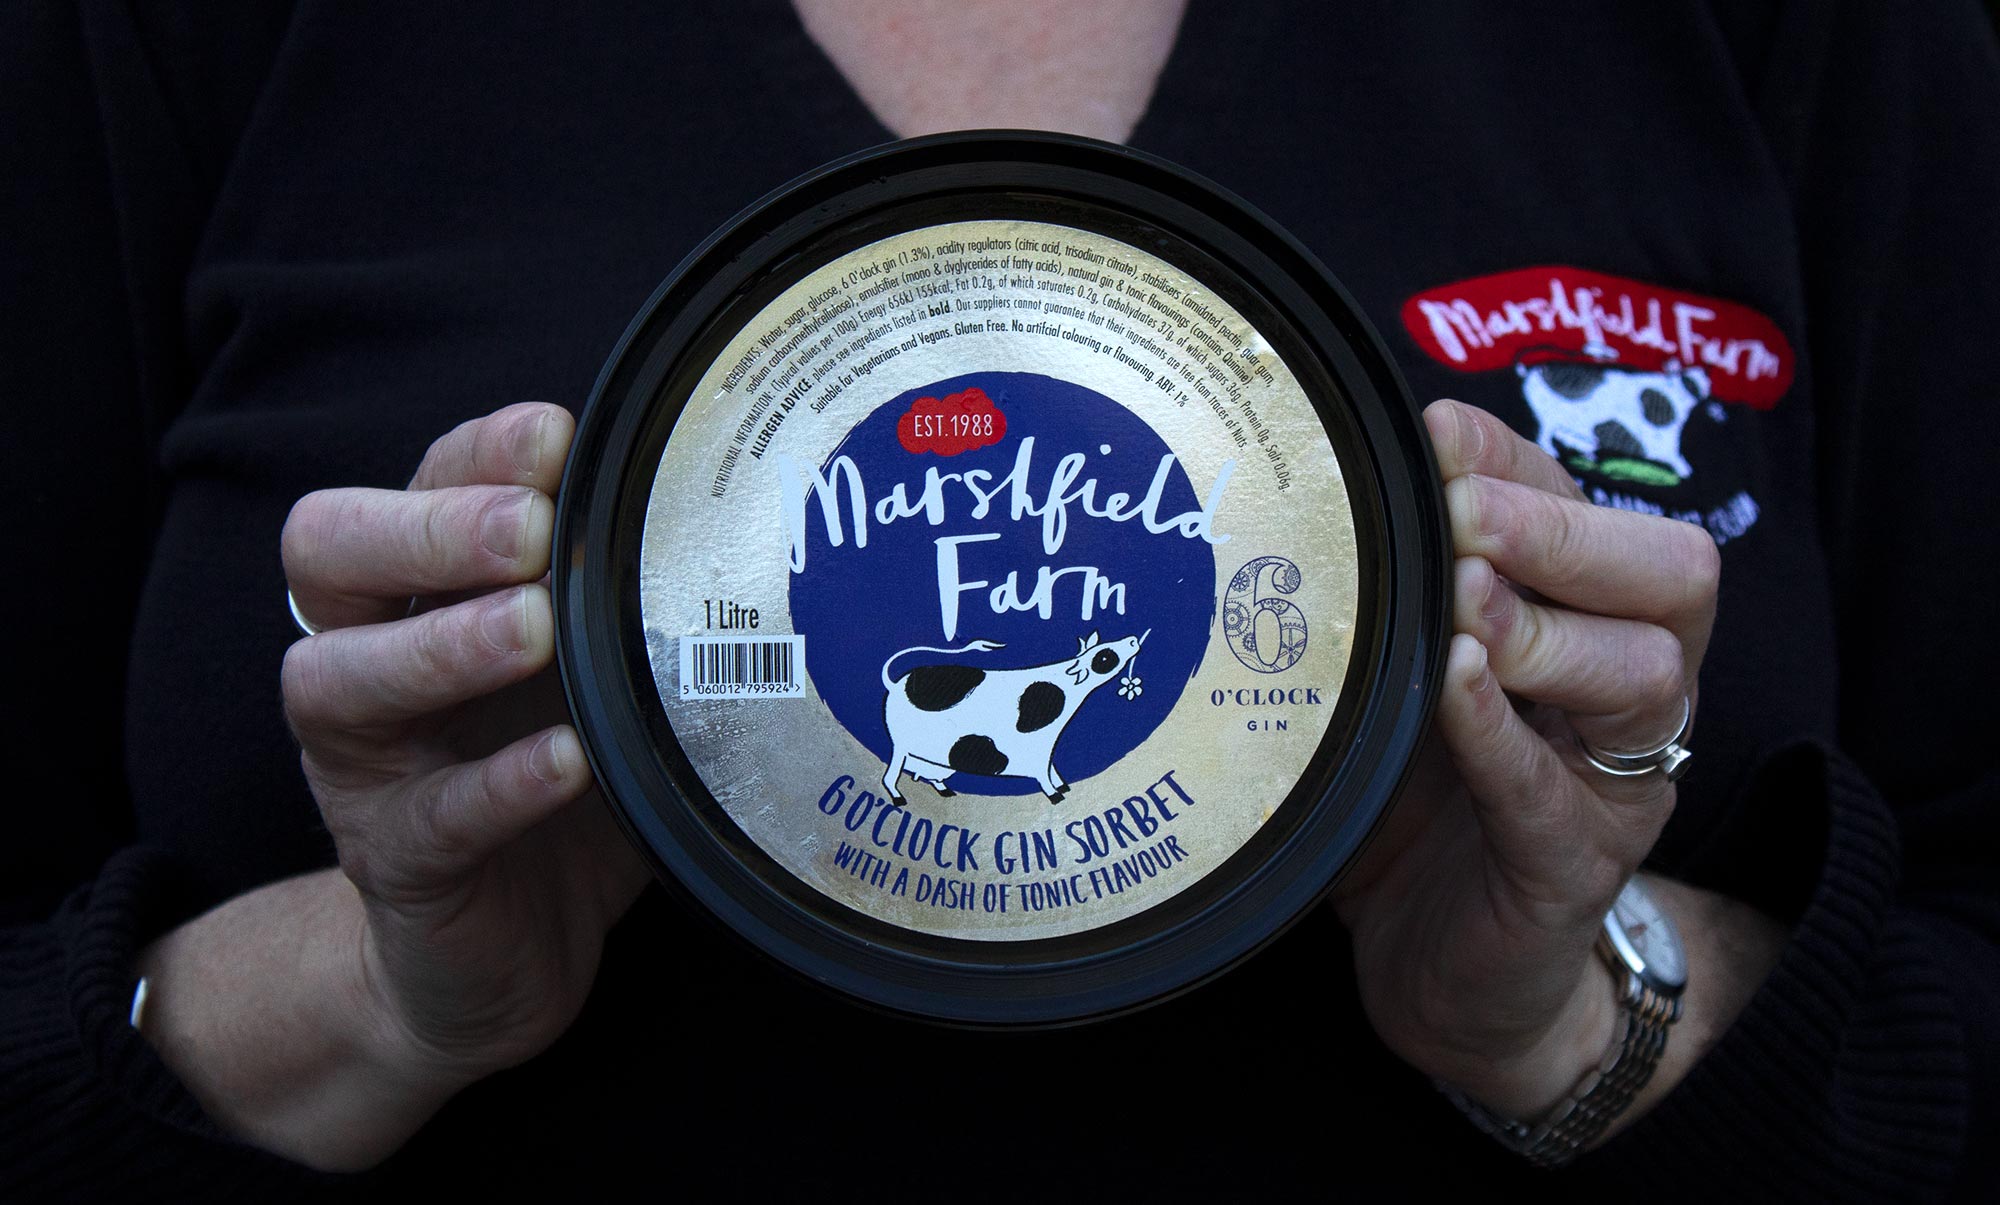 INGREDIENTS: Water, sugar, glucose, 6 O'clock gin (1.3%), acidity regulators (citric acid, trisodium citrate), stabilisers (amidated pectin, guar gum,
sodium carboxymethylcellulose), emulsifier (mono & dyglycerides of fatty acids), natural gin & tonic flavourings (contains Quinine).
NUTRITIONAL INFORMATION: (Typical values per 100g) Energy 656kJ 155kcal, Fat 0.2g, of which saturates 0.2g, Carbohydrates 37g, of which sugars 36g, Protein 0g, Salt 0.06g.
ALLERGEN ADVICE: please see ingredients listed in bold. Our suppliers cannot guarantee that their ingredients are free from traces of Nuts.
Suitable for Vegetarians and Vegans. Gluten Free. No artifcial colouring or flavouring. ABV: 1%
EST. 1988
Marshfield
Farm
1 Litre
5 060012 795924 >
6
O'CLOCK
GIN
6 O'CLOCK GIN SORBET
WITH A DASH OF TONIC FLAVOUR
Marshfield Farm